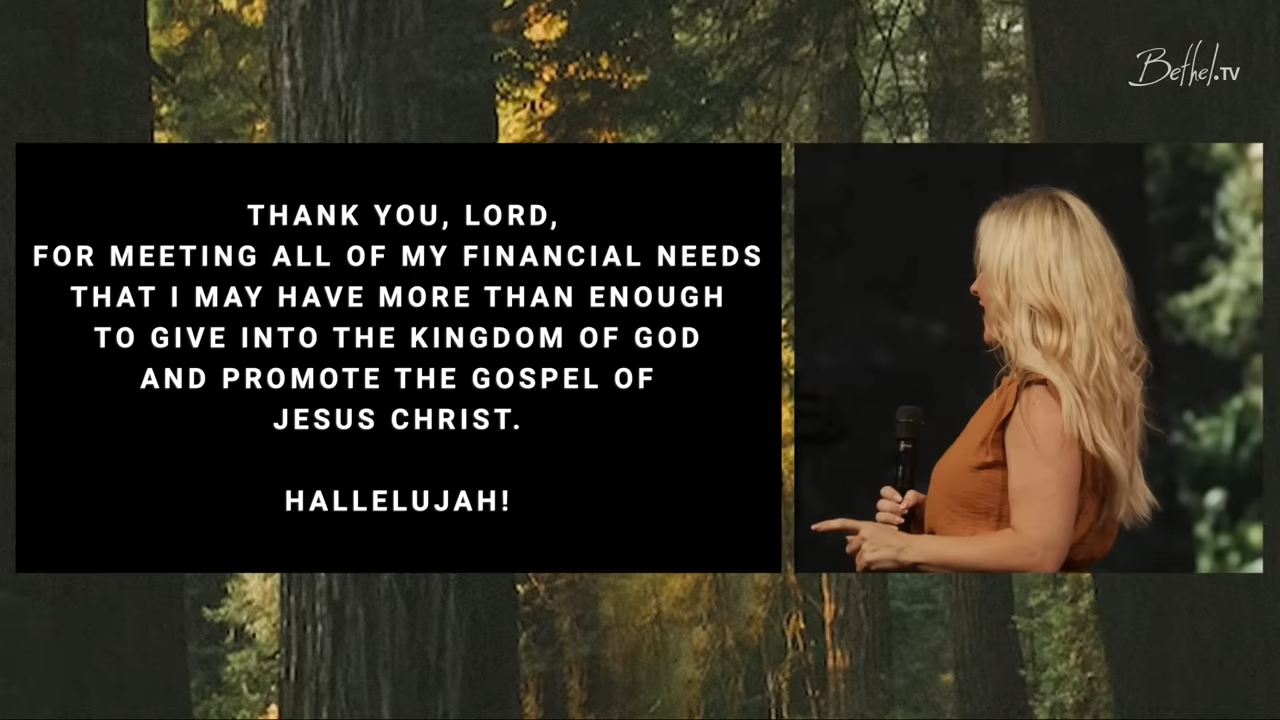 Bethel.TV
THANK YOU, LORD,
FOR MEETING ALL OF MY FINANCIAL NEEDS
THAT I MAY HAVE MORE THAN ENOUGH
TO GIVE INTO THE KINGDOM OF GOD
AND PROMOTE THE GOSPEL OF
JESUS CHRIST.
HALLELUJAH!